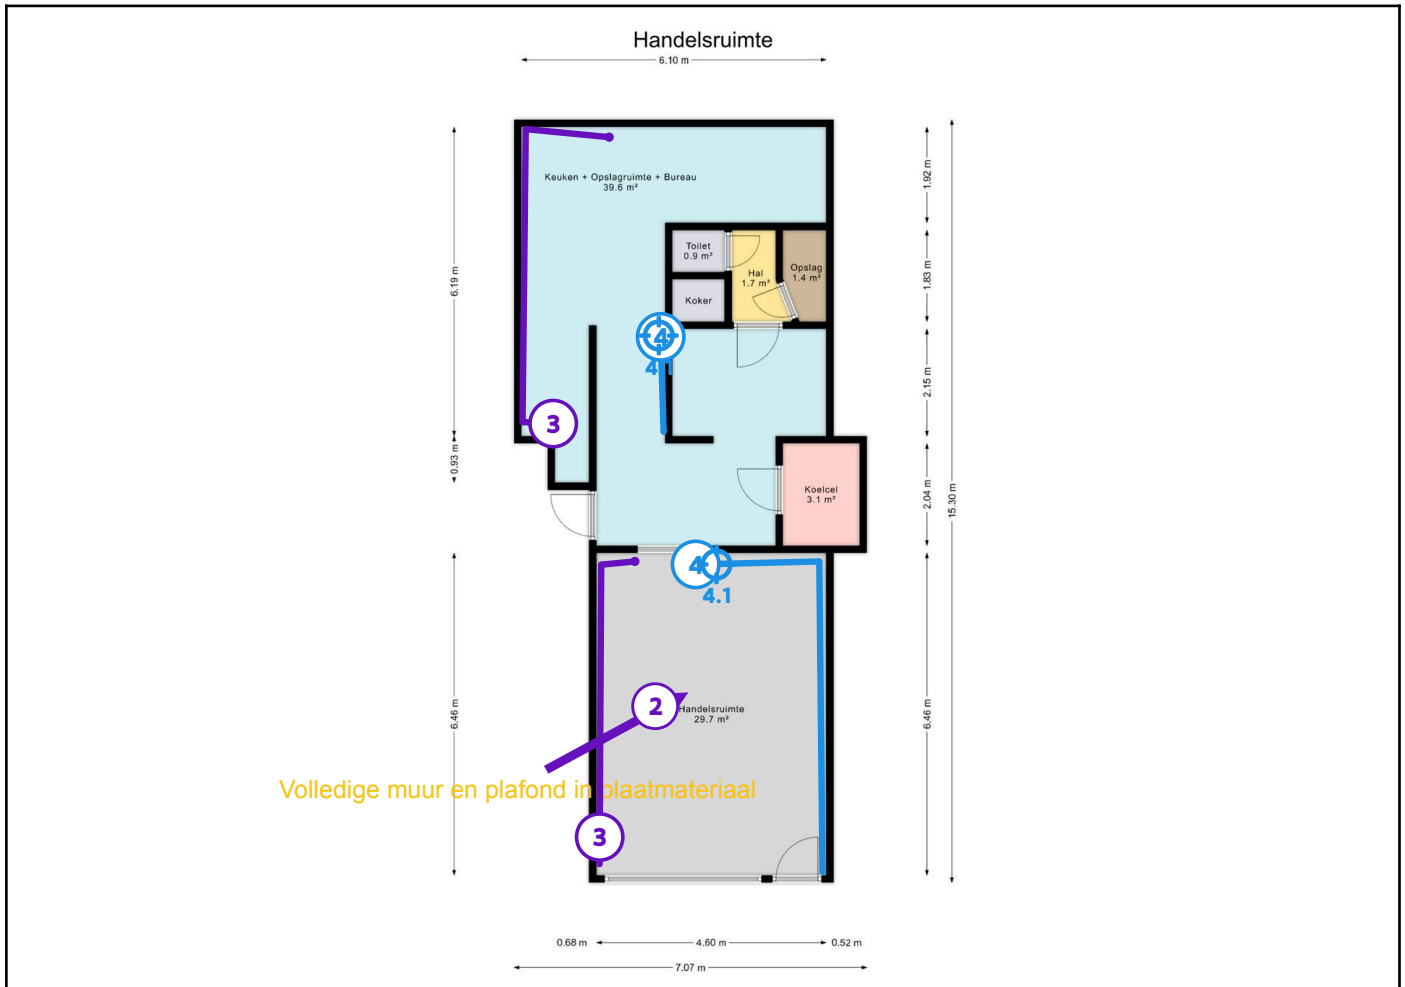 Handelsruimte
6.10 m
Keuken + Opslagruimte + Bureau
39.6 m²
1.92 m
Toilet
0.9 m²
Hal
1.7 m²
Opslag
1.4 m²
Koker
1.83 m
6.19 m
4
2.15 m
3
0.93 m
Koelcel
3.1 m²
2.04 m
15.30 m
4
4.1
2
Handelsruimte
29.7 m²
6.46 m
6.46 m
Volledige muur en plafond in plaatmateriaal
3
0.68 m
4.60 m
0.52 m
7.07 m